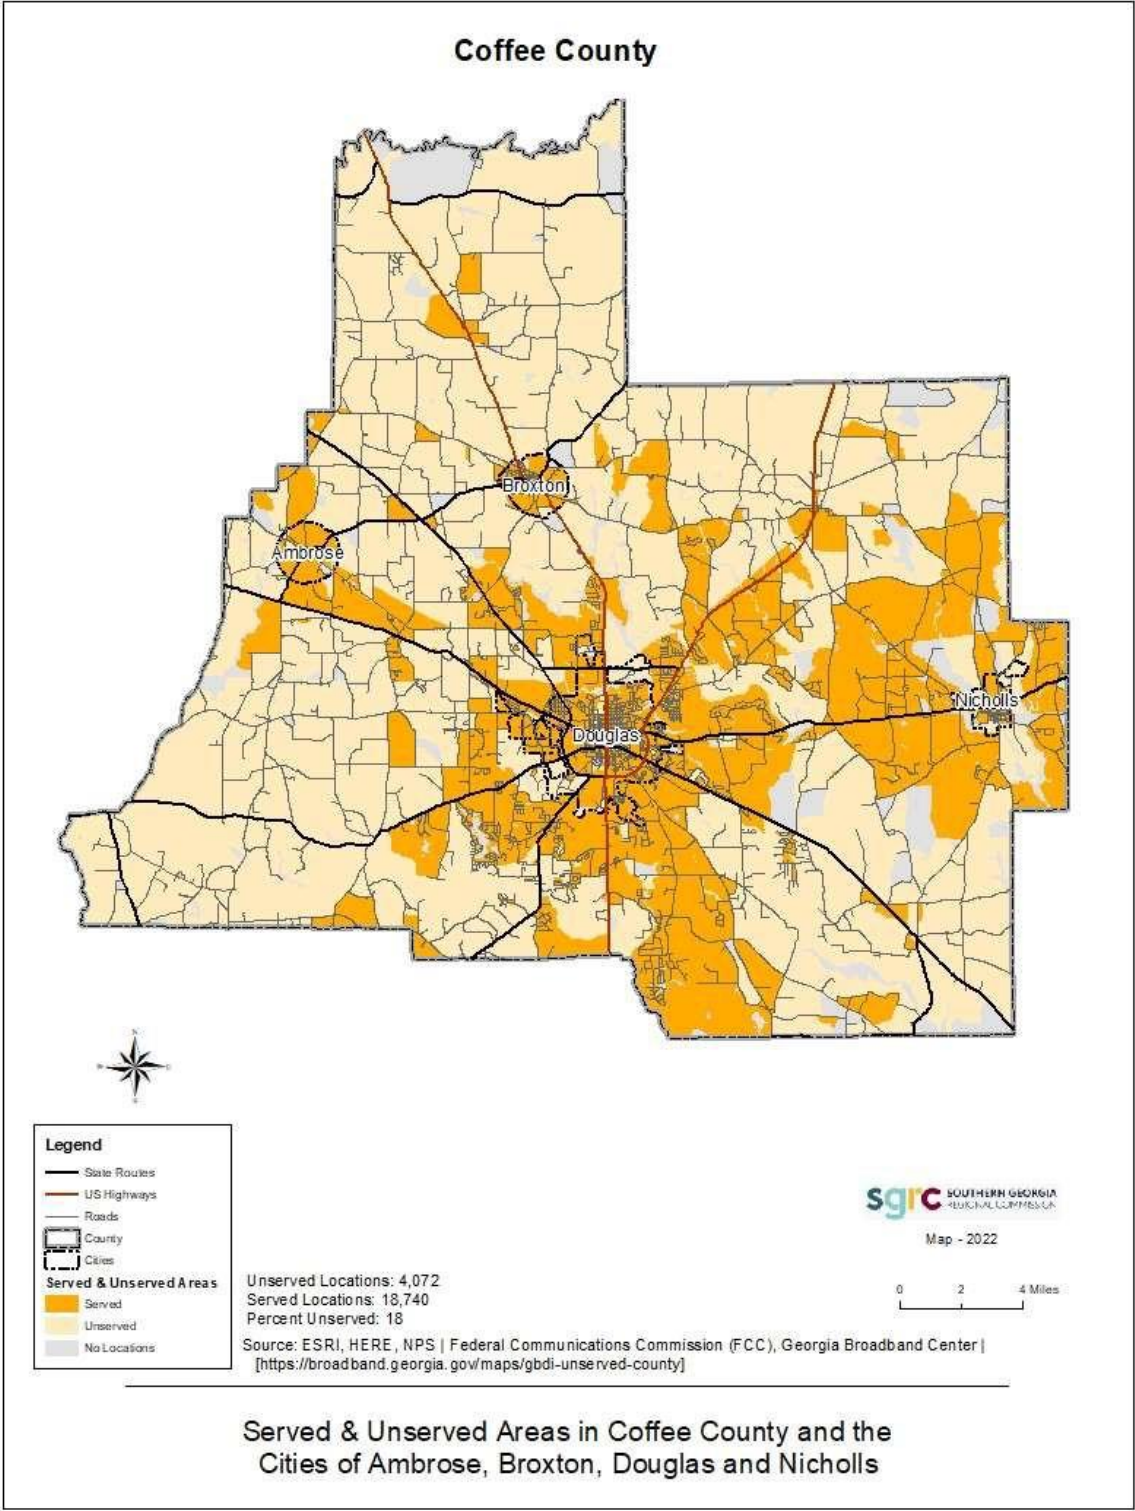 Coffee County
Broxton
Ambrose
Nicholls
Douglas
N
Legend
State Routes
US Highways
Roads
County
Cities
Served & Unserved Areas
Served
Unserved
No Locations
sgrc SOUTHERN GEORGIA
REGIONAL COMMISSION
Map - 2022
0 2 4 Miles
Unserved Locations: 4,072
Served Locations: 18,740
Percent Unserved: 18
Source: ESRI, HERE, NPS | Federal Communications Commission (FCC), Georgia Broadband Center |
[https://broadband.georgia.gov/maps/gbdi-unserved-county]
Served & Unserved Areas in Coffee County and the
Cities of Ambrose, Broxton, Douglas and Nicholls